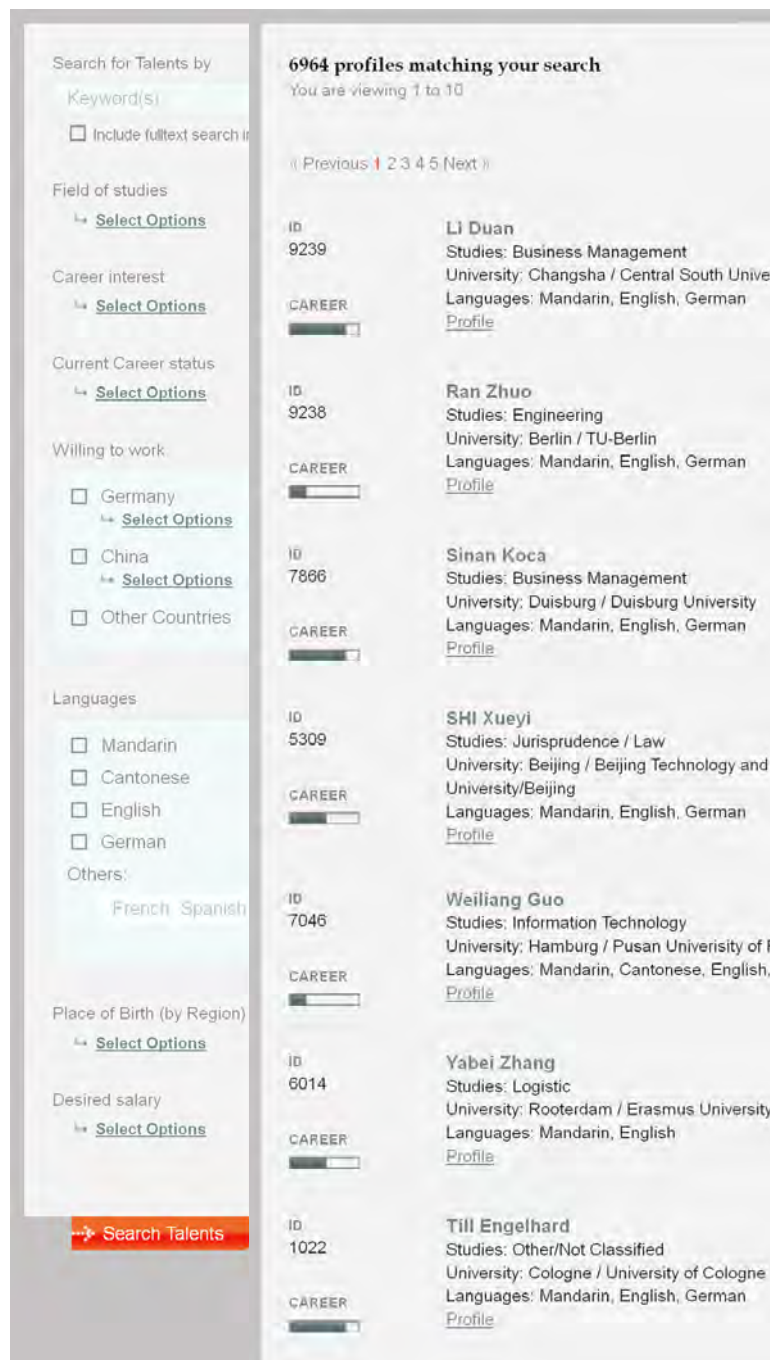 Search for Talents by
Keyword(s)
Include fulltext search in
Field of studies
Select Options
Career interest
Select Options
Current Career status
Select Options
Willing to work
Germany
Select Options
China
Select Options
Other Countries
Languages
Mandarin
Cantonese
English
German
Others:
French Spanish
Place of Birth (by Region)
Select Options
Desired salary
Select Options
Search Talents
6964 profiles matching your search
You are viewing 1 to 10
« Previous 1 2 3 4 5 Next »
ID
9239
CAREER
Li Duan
Studies: Business Management
University: Changsha / Central South Unive
Languages: Mandarin, English, German
Profile
ID
9238
CAREER
Ran Zhuo
Studies: Engineering
University: Berlin / TU-Berlin
Languages: Mandarin, English, German
Profile
ID
7866
CAREER
Sinan Koca
Studies: Business Management
University: Duisburg / Duisburg University
Languages: Mandarin, English, German
Profile
ID
5309
CAREER
SHI Xueyi
Studies: Jurisprudence / Law
University: Beijing / Beijing Technology and
University/Beijing
Languages: Mandarin, English, German
Profile
ID
7046
CAREER
Weiliang Guo
Studies: Information Technology
University: Hamburg / Pusan Univerisity of
Languages: Mandarin, Cantonese, English,
Profile
ID
6014
CAREER
Yabei Zhang
Studies: Logistic
University: Rooterdam / Erasmus University
Languages: Mandarin, English
Profile
ID
1022
CAREER
Till Engelhard
Studies: Other/Not Classified
University: Cologne / University of Cologne
Languages: Mandarin, English, German
Profile